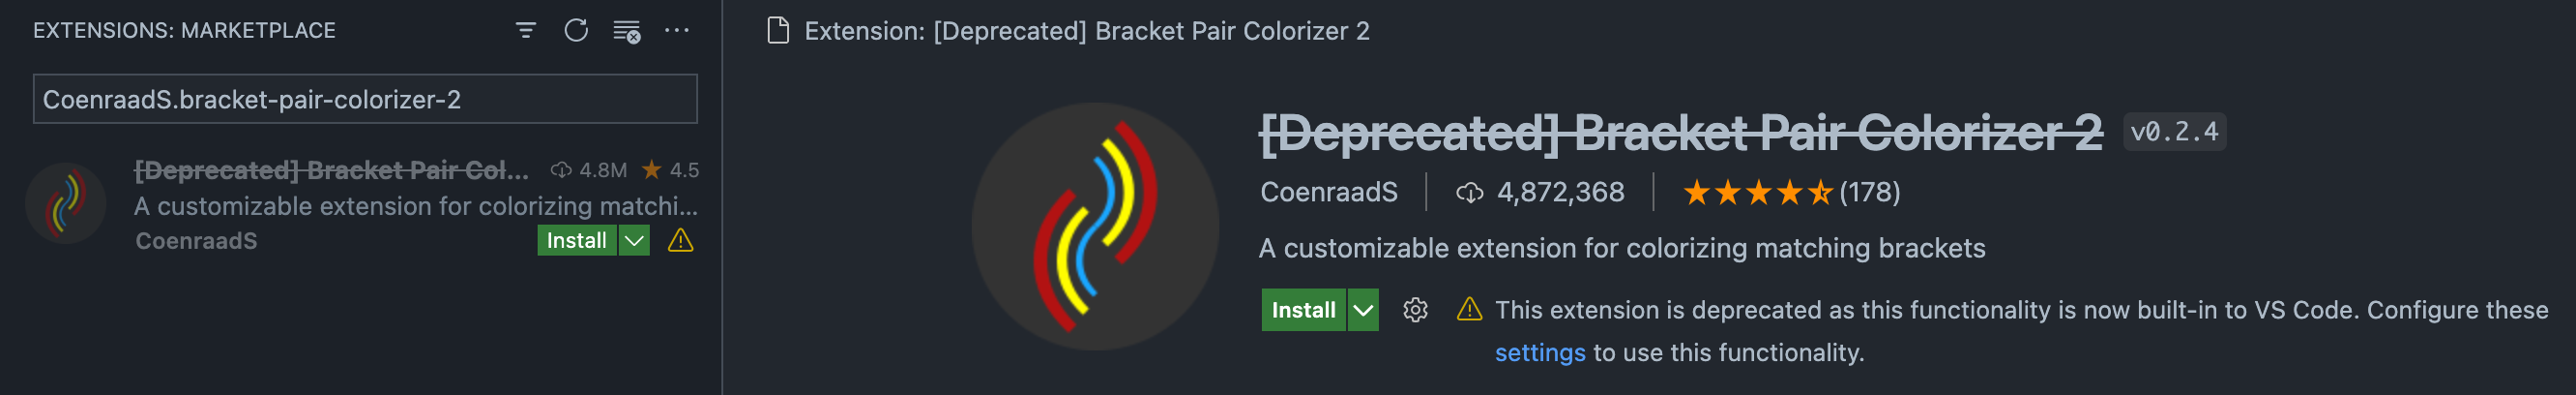 EXTENSIONS: MARKETPLACE
CoenraadS.bracket-pair-colorizer-2
[Deprecated] Bracket Pair Col... 4.8M 4.5
A customizable extension for colorizing matchi...
CoenraadS Install
Extension: [Deprecated] Bracket Pair Colorizer 2
[Deprecated] Bracket Pair Colorizer 2 v0.2.4
CoenraadS 4,872,368 (178)
A customizable extension for colorizing matching brackets
Install This extension is deprecated as this functionality is now built-in to VS Code. Configure these
settings to use this functionality.